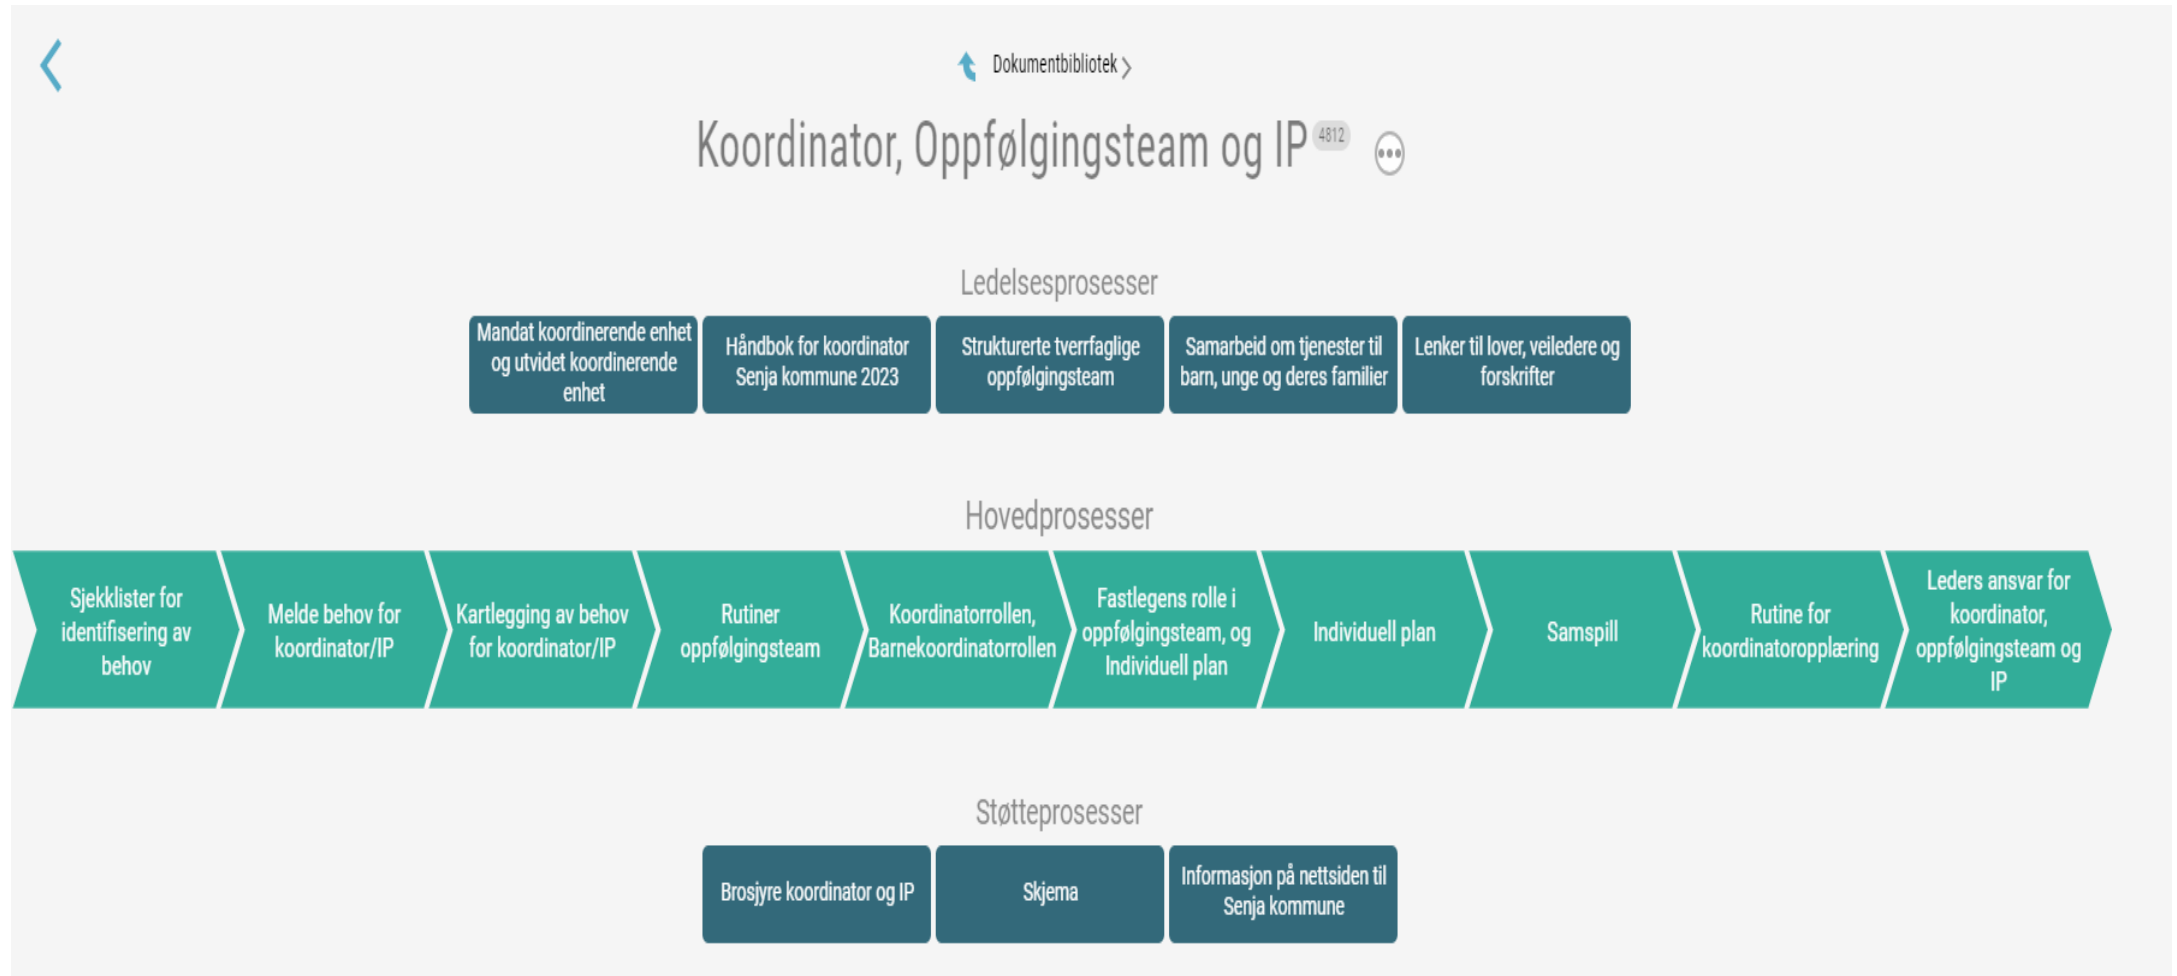 Dokumentbibliotek
Koordinator, Oppfølgingsteam og IP 4812
Ledelsesprosesser
Mandat koordinerende enhet
og utvidet koordinerende
enhet
Håndbok for koordinator
Senja kommune 2023
Strukturerte tverrfaglige
oppfølgingsteam
Samarbeid om tjenester til
barn, unge og deres familier
Lenker til lover, veiledere og
forskrifter
Hovedprosesser
Sjekklister for
identifisering av
behov
Melde behov for
koordinator/IP
Kartlegging av behov
for koordinator/IP
Rutiner
oppfølgingsteam
Koordinatorrollen,
Barnekoordinatorrollen
Fastlegens rolle i
oppfølgingsteam, og
Individuell plan
Individuell plan
Samspill
Rutine for
koordinatoropplæring
Leders ansvar for
koordinator,
oppfølgingsteam og
IP
Støtteprosesser
Brosjyre koordinator og IP
Skjema
Informasjon på nettsiden til
Senja kommune